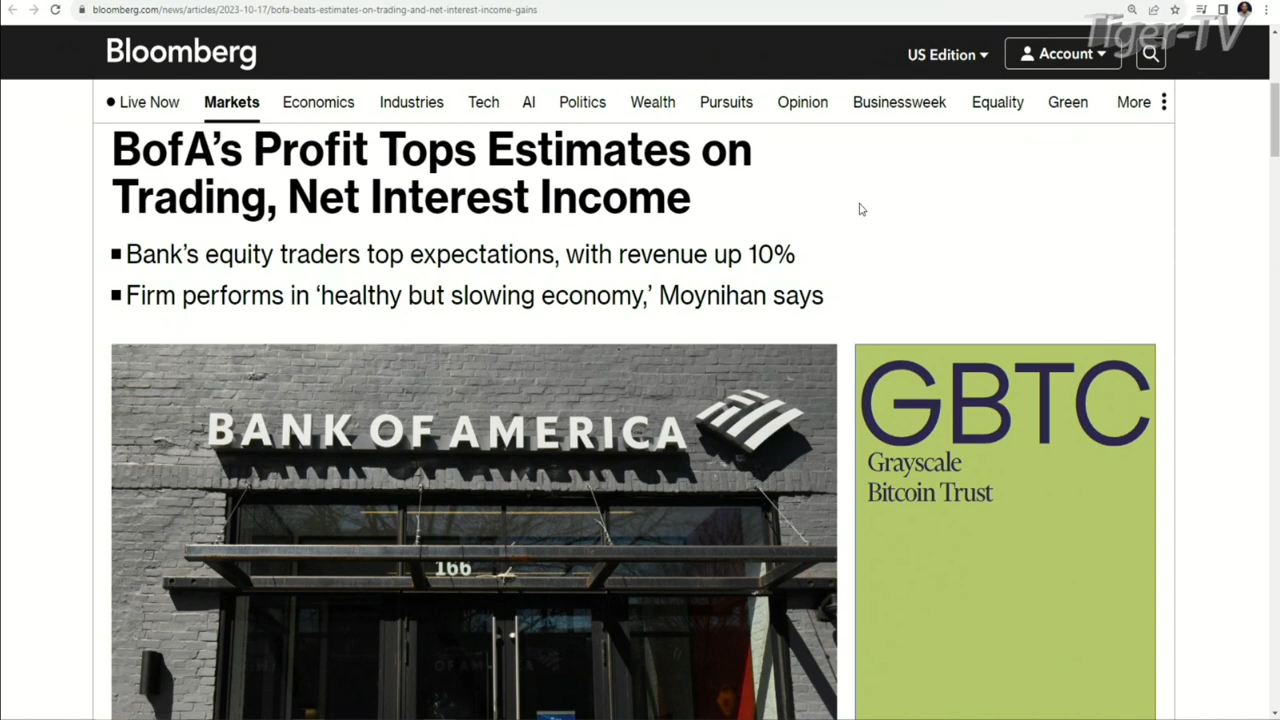 bloomberg.com/news/articles/2023-10-17/bofa-beats-estimates-on-trading-and-net-interest-income-gains
Tiger-TV
Bloomberg
US Edition
Account
Live Now Markets Economics Industries Tech AI Politics Wealth Pursuits Opinion Businessweek Equality Green More
BofA’s Profit Tops Estimates on
Trading, Net Interest Income
Bank’s equity traders top expectations, with revenue up 10%
Firm performs in ‘healthy but slowing economy,’ Moynihan says
BANK OF AMERICA
166
GBTC
Grayscale
Bitcoin Trust